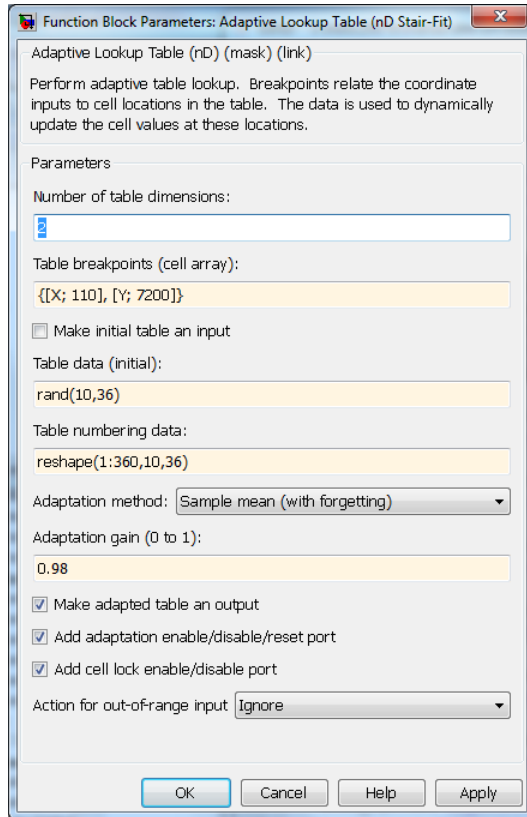 Function Block Parameters: Adaptive Lookup Table (nD Stair-Fit)
Adaptive Lookup Table (nD) (mask) (link)
Perform adaptive table lookup. Breakpoints relate the coordinate
inputs to cell locations in the table. The data is used to dynamically
update the cell values at these locations.
Parameters
Number of table dimensions:
2
Table breakpoints (cell array):
{[X; 110], [Y; 7200]}
Make initial table an input
Table data (initial):
rand(10,36)
Table numbering data:
reshape(1:360,10,36)
Adaptation method: Sample mean (with forgetting)
Adaptation gain (0 to 1):
0.98
Make adapted table an output
Add adaptation enable/disable/reset port
Add cell lock enable/disable port
Action for out-of-range input Ignore
OK Cancel Help Apply